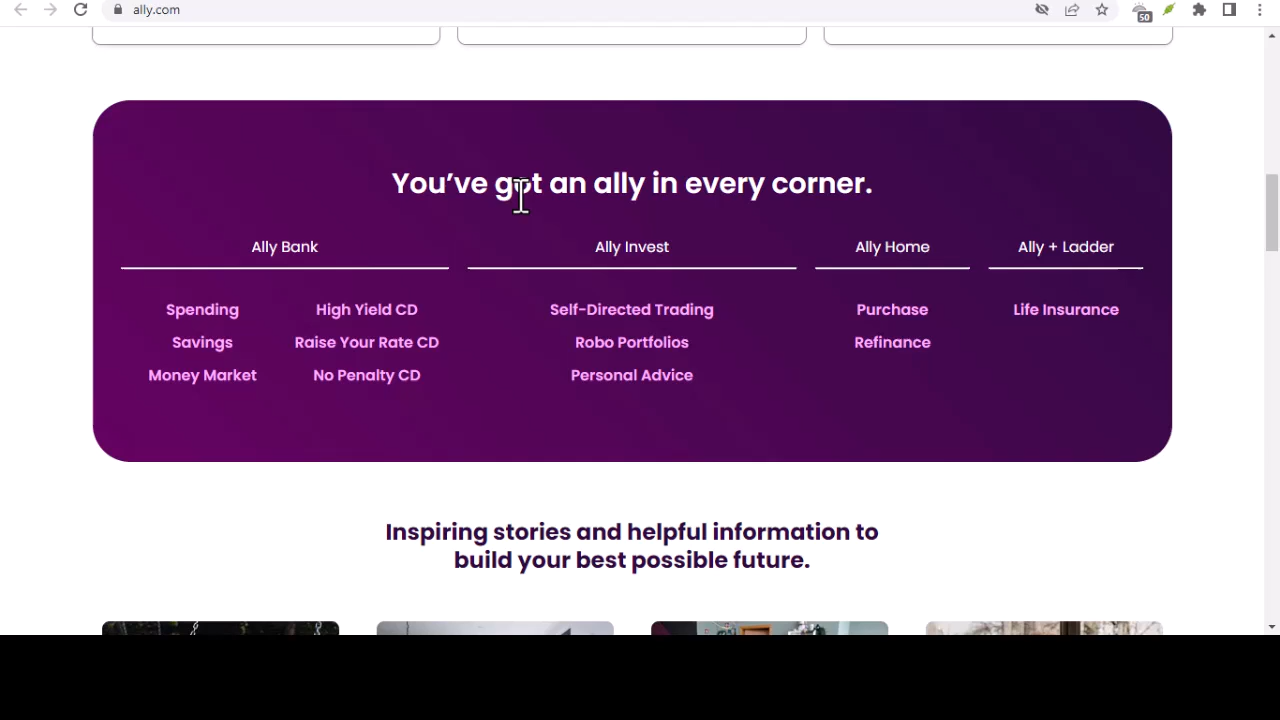 ally.com
50
You've got an ally in every corner.
Ally Bank
Ally Invest
Ally Home
Ally + Ladder
Spending
High Yield CD
Self-Directed Trading
Purchase
Life Insurance
Savings
Raise Your Rate CD
Robo Portfolios
Refinance
Money Market
No Penalty CD
Personal Advice
Inspiring stories and helpful information to
build your best possible future.